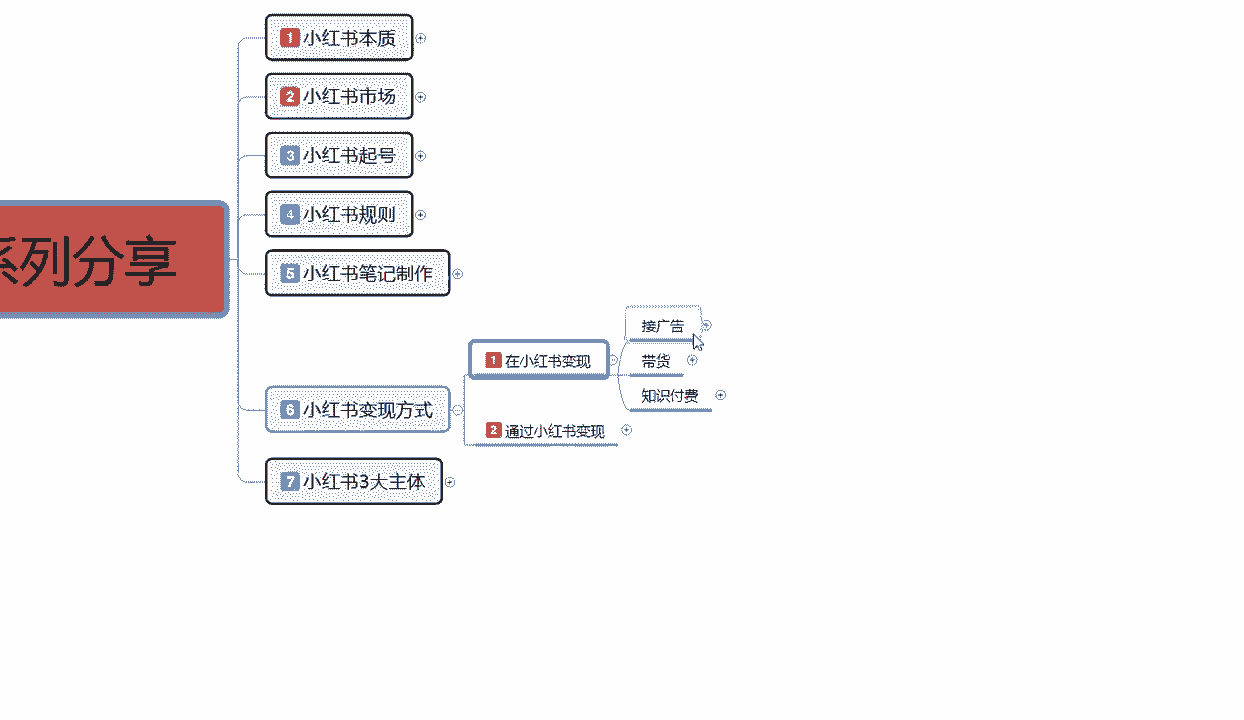 系列分享
1 小红书本质
2 小红书市场
3 小红书起号
4 小红书规则
5 小红书笔记制作
6 小红书变现方式
1 在小红书变现
接广告
带货
知识付费
2 通过小红书变现
7 小红书3大主体